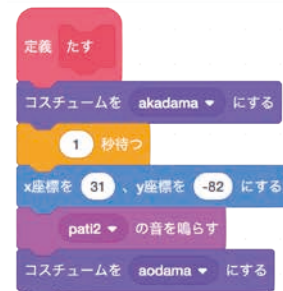 定義 たす
コスチュームを akadama ▼ にする
1 秒待つ
x座標を 31 、y座標を -82 にする
pati2 ▼ の音を鳴らす
コスチュームを aodama ▼ にする